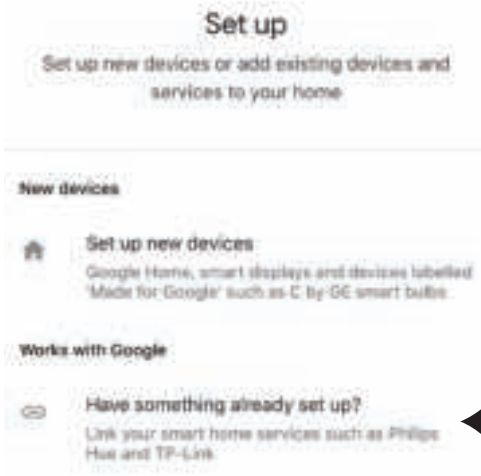 Set up
Set up new devices or add existing devices and
services to your home
New devices
Set up new devices
Google Home, smart displays and devices labelled
'Made for Google' such as C by GE smart bulbs
Works with Google
Have something already set up?
Link your smart home services such as Philips
Hue and TP-Link